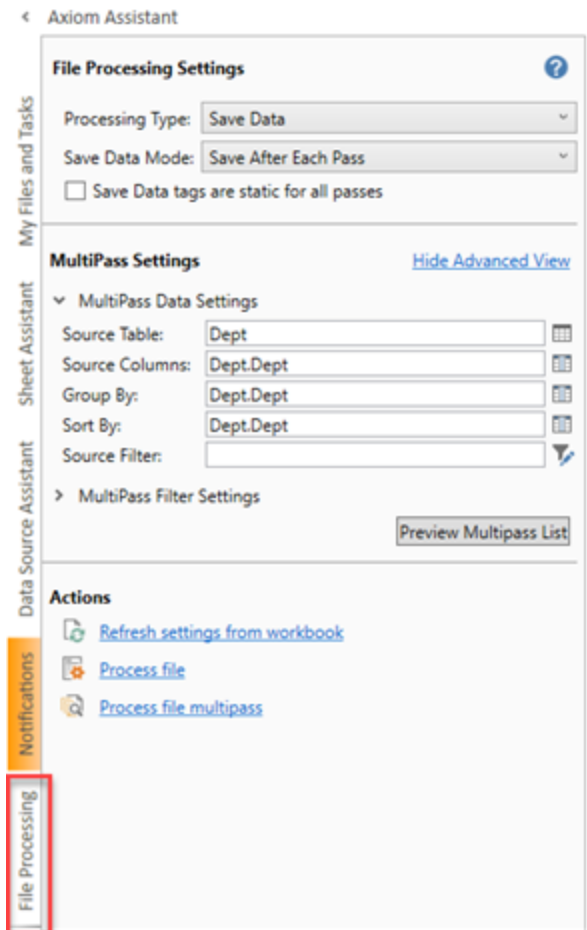 Axiom Assistant
File Processing Settings
Processing Type: Save Data
Save Data Mode: Save After Each Pass
Save Data tags are static for all passes
MultiPass Settings Hide Advanced View
MultiPass Data Settings
Source Table: Dept
Source Columns: Dept.Dept
Group By: Dept.Dept
Sort By: Dept.Dept
Source Filter:
MultiPass Filter Settings
Preview Multipass List
Actions
Refresh settings from workbook
Process file
Process file multipass
My Files and Tasks
Sheet Assistant
Data Source Assistant
Notifications
File Processing